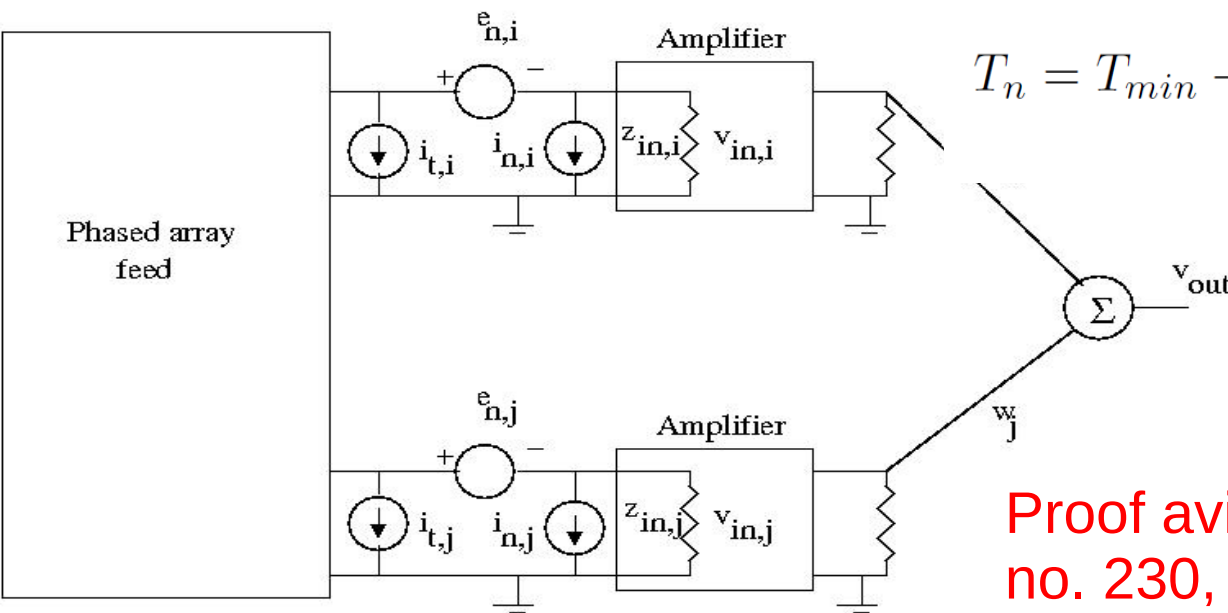 e_n,i
Amplifier
T_n = T_min −
+ −
i_t,i
i_n,i
z_in,i
v_in,i
Phased array
feed
v_out
Σ
e_n,j
w_j
Amplifier
+ −
i_t,j
i_n,j
z_in,j
v_in,j
Proof avi
no. 230,